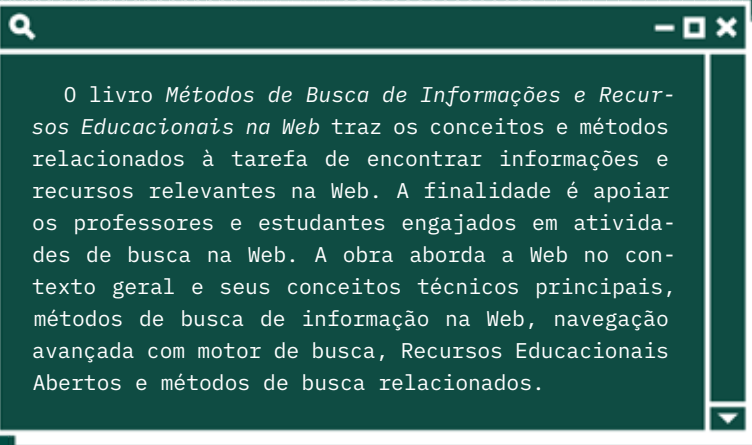 O livro Métodos de Busca de Informações e Recur-
sos Educacionais na Web traz os conceitos e métodos
relacionados à tarefa de encontrar informações e
recursos relevantes na Web. A finalidade é apoiar
os professores e estudantes engajados em ativida-
des de busca na Web. A obra aborda a Web no con-
texto geral e seus conceitos técnicos principais,
métodos de busca de informação na Web, navegação
avançada com motor de busca, Recursos Educacionais
Abertos e métodos de busca relacionados.